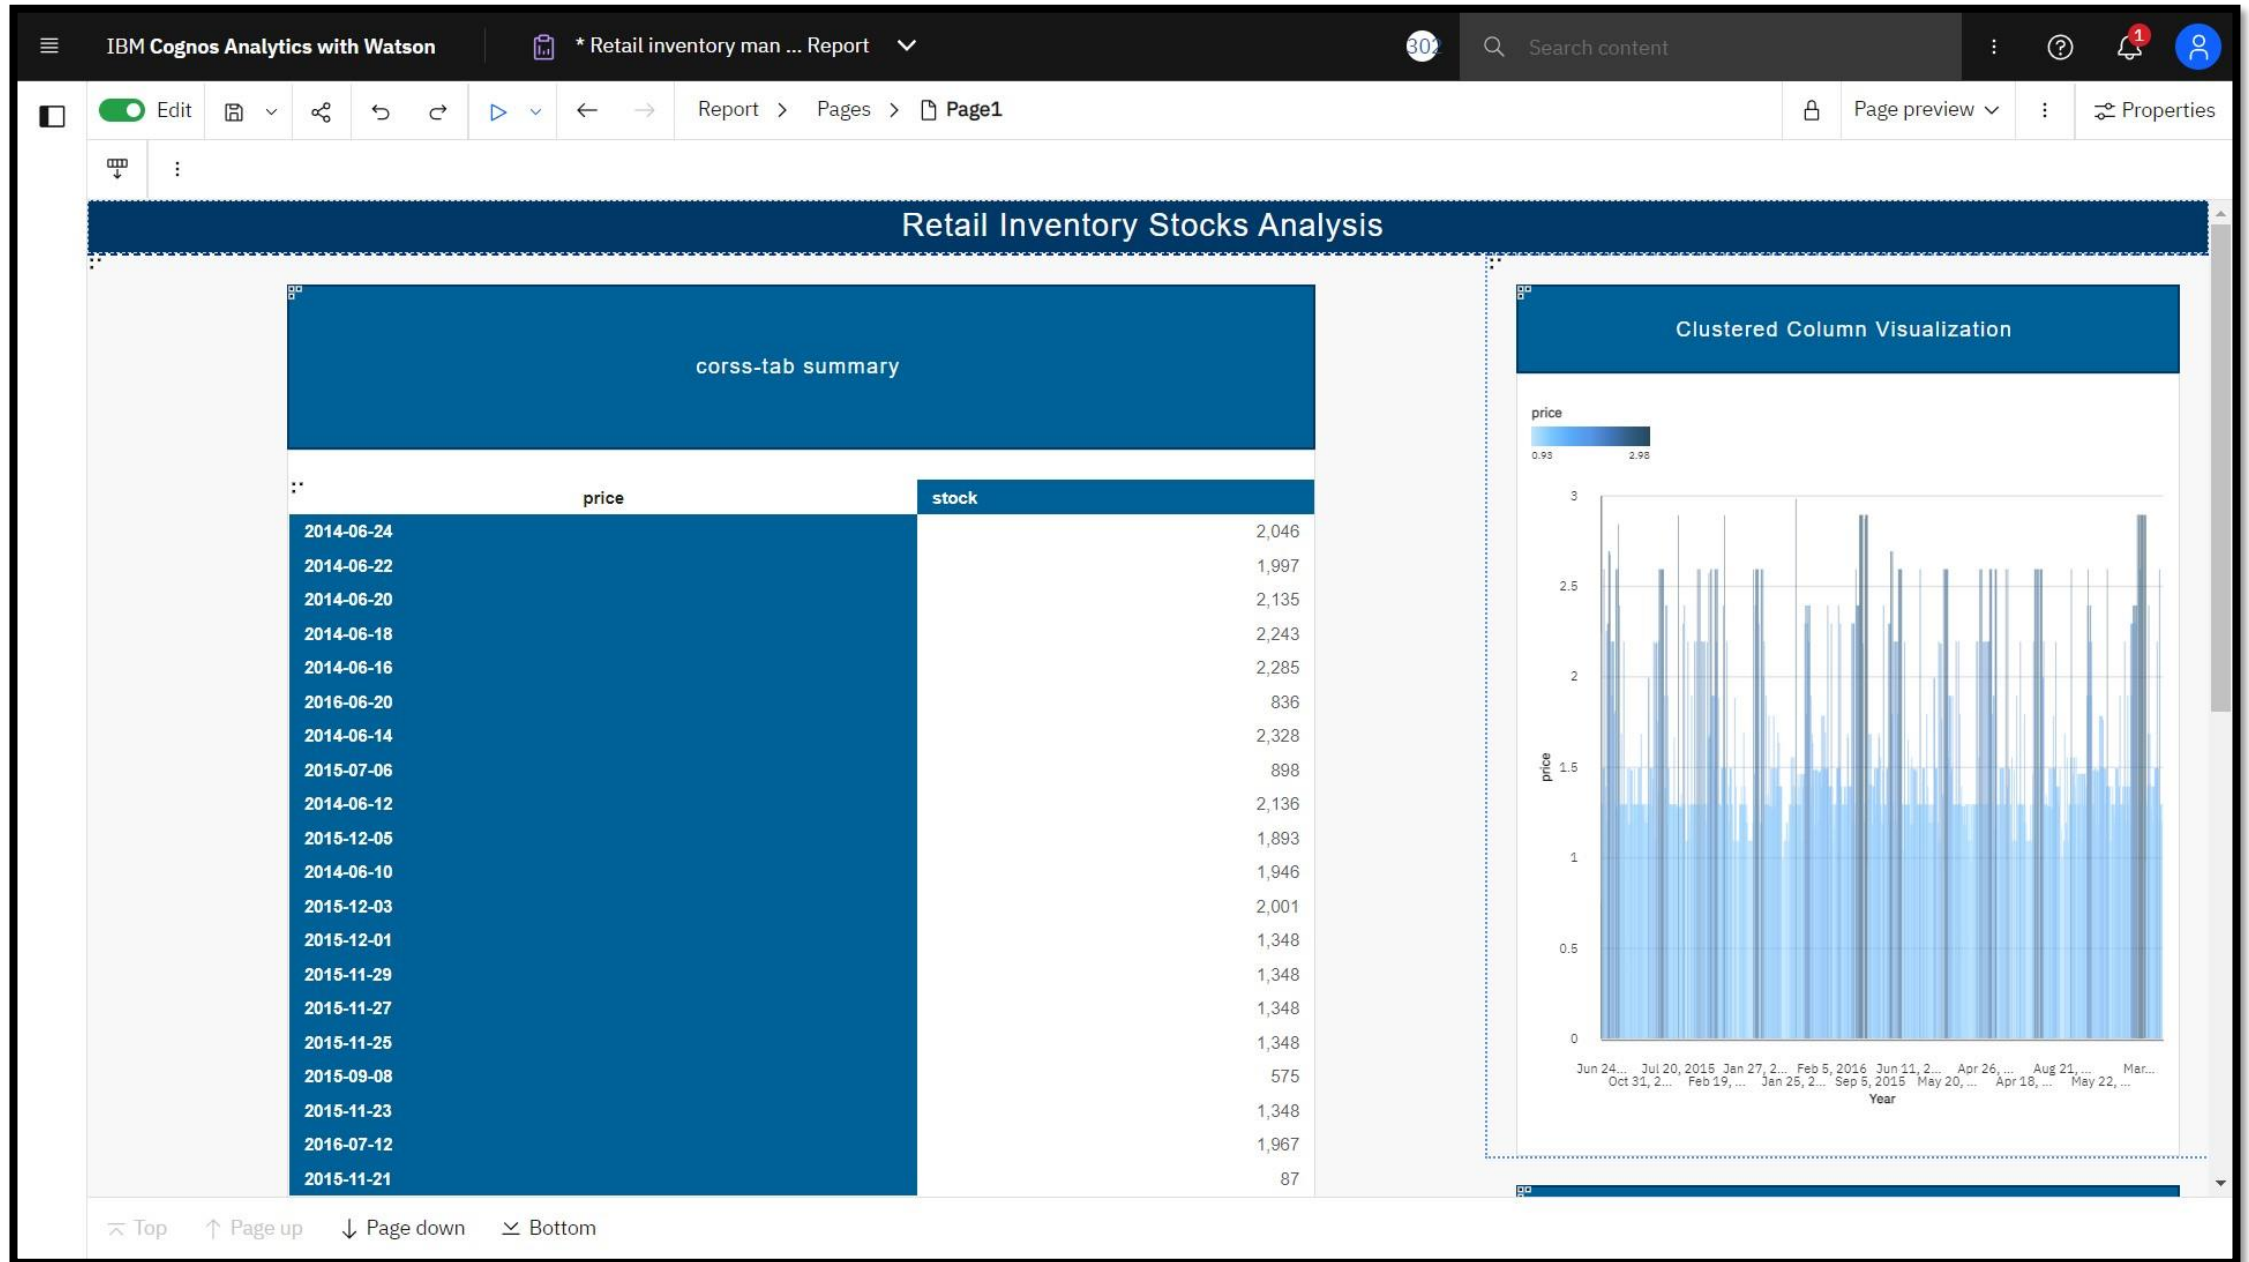 IBM Cognos Analytics with Watson
* Retail inventory man ... Report
302
Search content
1
Edit
Report > Pages > Page1
Page preview
Properties
Retail Inventory Stocks Analysis
corss-tab summary
price stock
2014-06-24 2,046
2014-06-22 1,997
2014-06-20 2,135
2014-06-18 2,243
2014-06-16 2,285
2016-06-20 836
2014-06-14 2,328
2015-07-06 898
2014-06-12 2,136
2015-12-05 1,893
2014-06-10 1,946
2015-12-03 2,001
2015-12-01 1,348
2015-11-29 1,348
2015-11-27 1,348
2015-11-25 1,348
2015-09-08 575
2015-11-23 1,348
2016-07-12 1,967
2015-11-21 87
Clustered Column Visualization
price
0.93 2.98
3
2.5
2
1.5
1
0.5
0
price
Jun 24... Jul 20, 2015 Jan 27, 2... Feb 5, 2016 Jun 11, 2... Apr 26, ... Aug 21, ... Mar...
Oct 31, 2... Feb 19, ... Jan 25, 2... Sep 5, 2015 May 20, ... Apr 18, ... May 22, ...
Year
Top Page up Page down Bottom